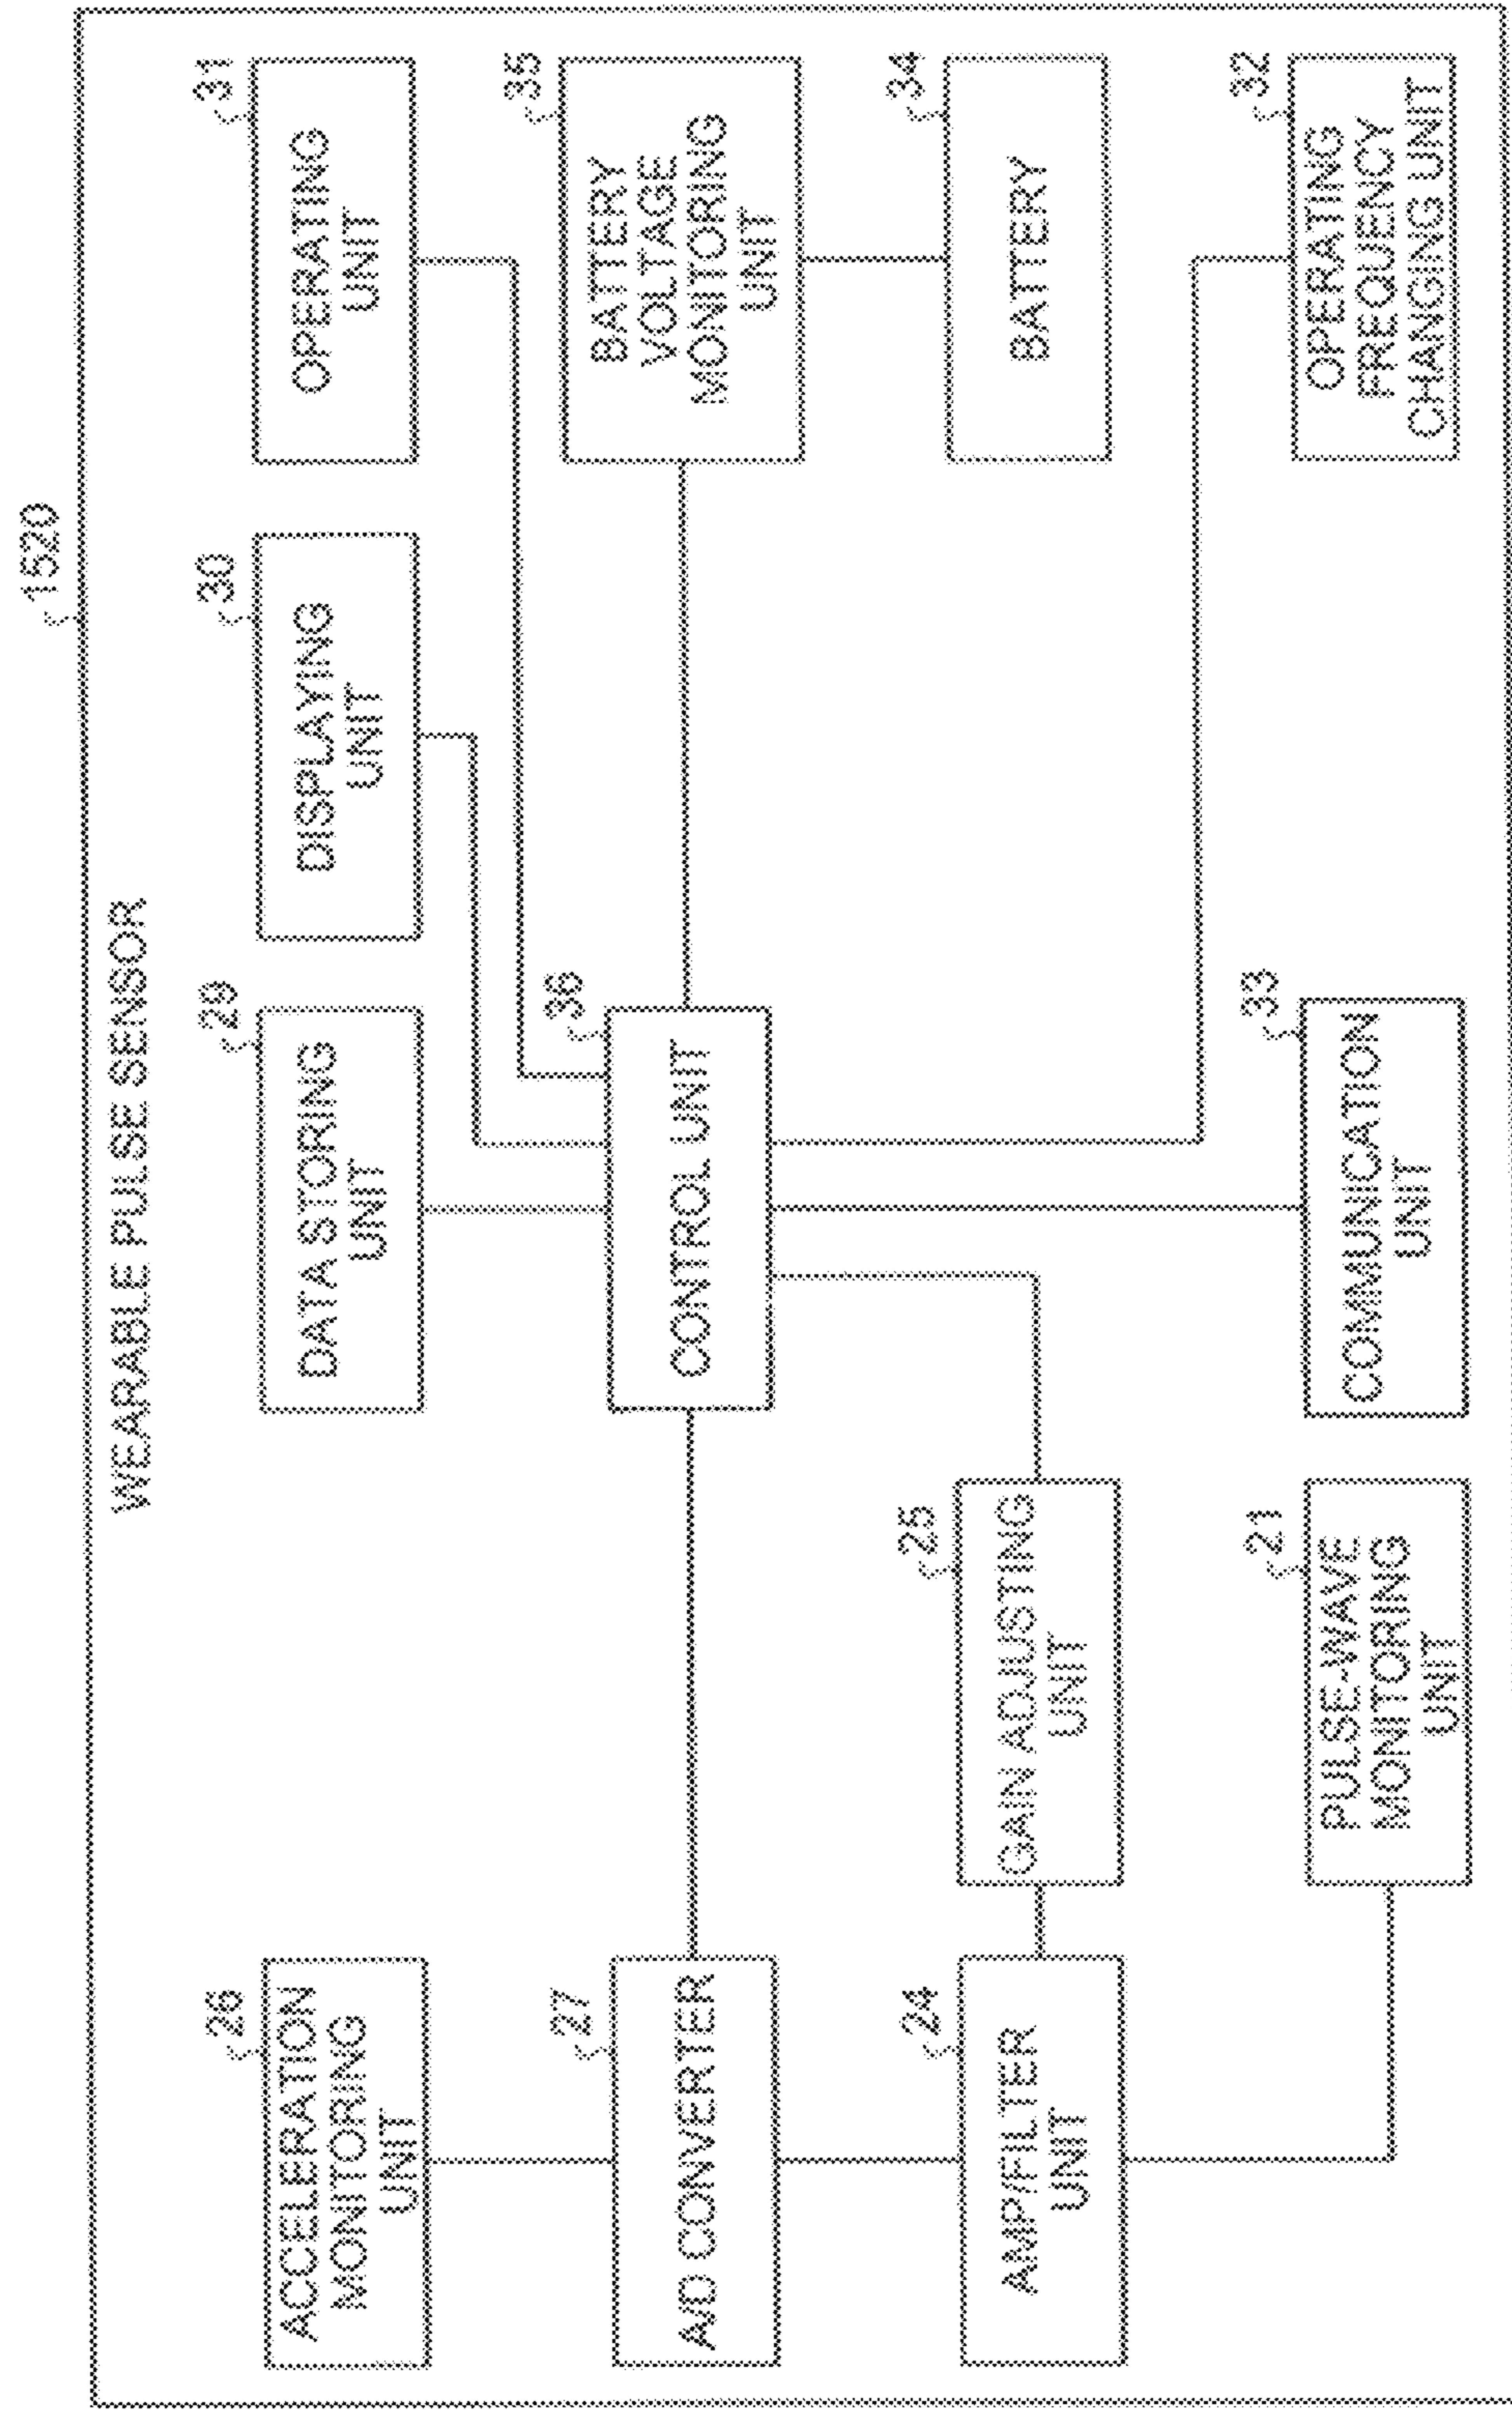 1520
WEARABLE PULSE SENSOR
26
ACCELERATION
MONITORING
UNIT
29
DATA STORING
UNIT
30
DISPLAYING
UNIT
31
OPERATING
UNIT
27
A/D CONVERTER
36
CONTROL UNIT
35
BATTERY
VOLTAGE
MONITORING
UNIT
24
AMP/FILTER
UNIT
25
GAIN ADJUSTING
UNIT
34
BATTERY
21
PULSE-WAVE
MONITORING
UNIT
33
COMMUNICATION
UNIT
32
OPERATING
FREQUENCY
CHANGING UNIT